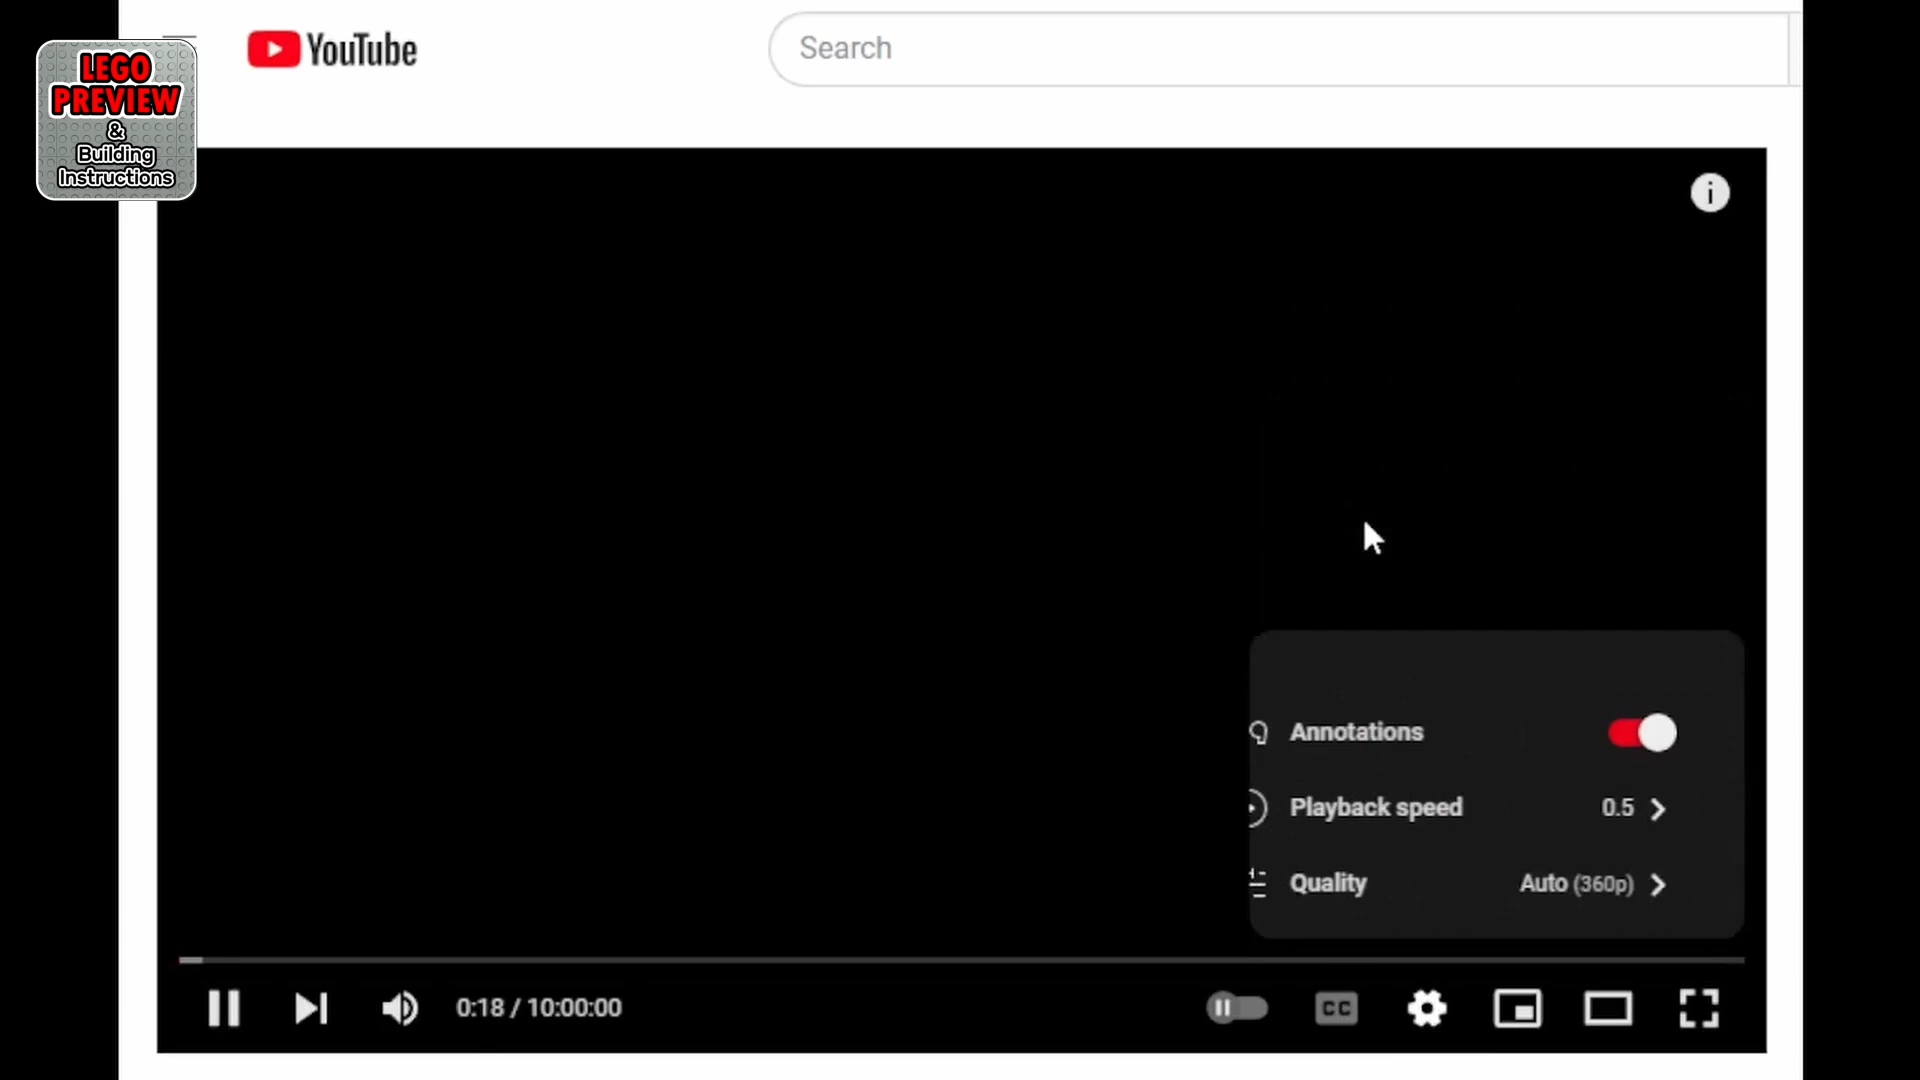 LEGO
PREVIEW
&
Building
Instructions
YouTube
Search
i
Annotations
Playback speed 0.5
Quality Auto (360p)
0:18 / 10:00:00
CC